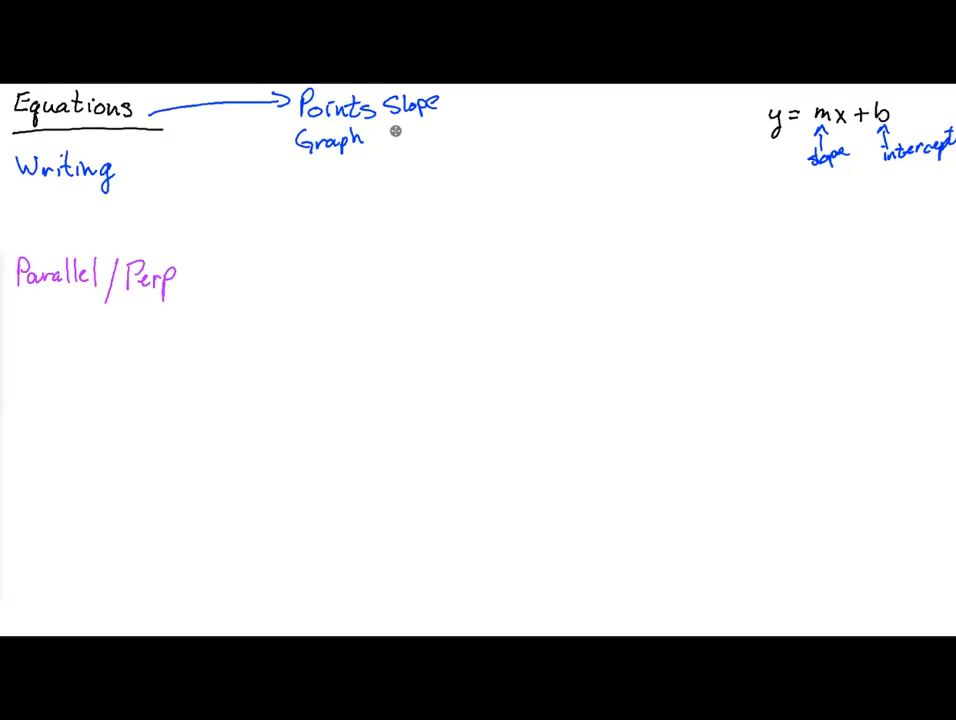 Equations
Points Slope
Graph
Writing
Parallel / Perp
y = mx + b
slope
intercept